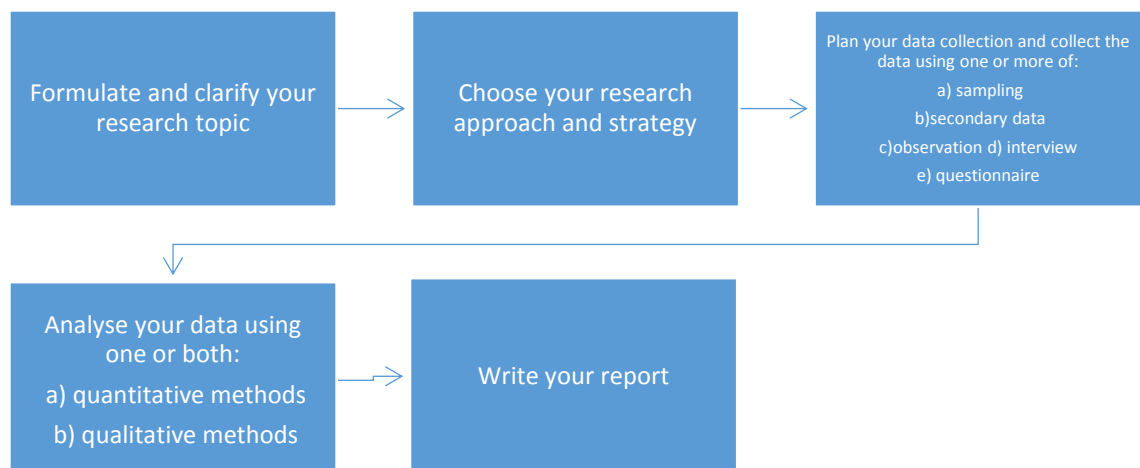 Formulate and clarify your
research topic
Choose your research
approach and strategy
Plan your data collection and collect the
data using one or more of:
a) sampling
b)secondary data
c)observation d) interview
e) questionnaire
Analyse your data using
one or both:
a) quantitative methods
b) qualitative methods
Write your report